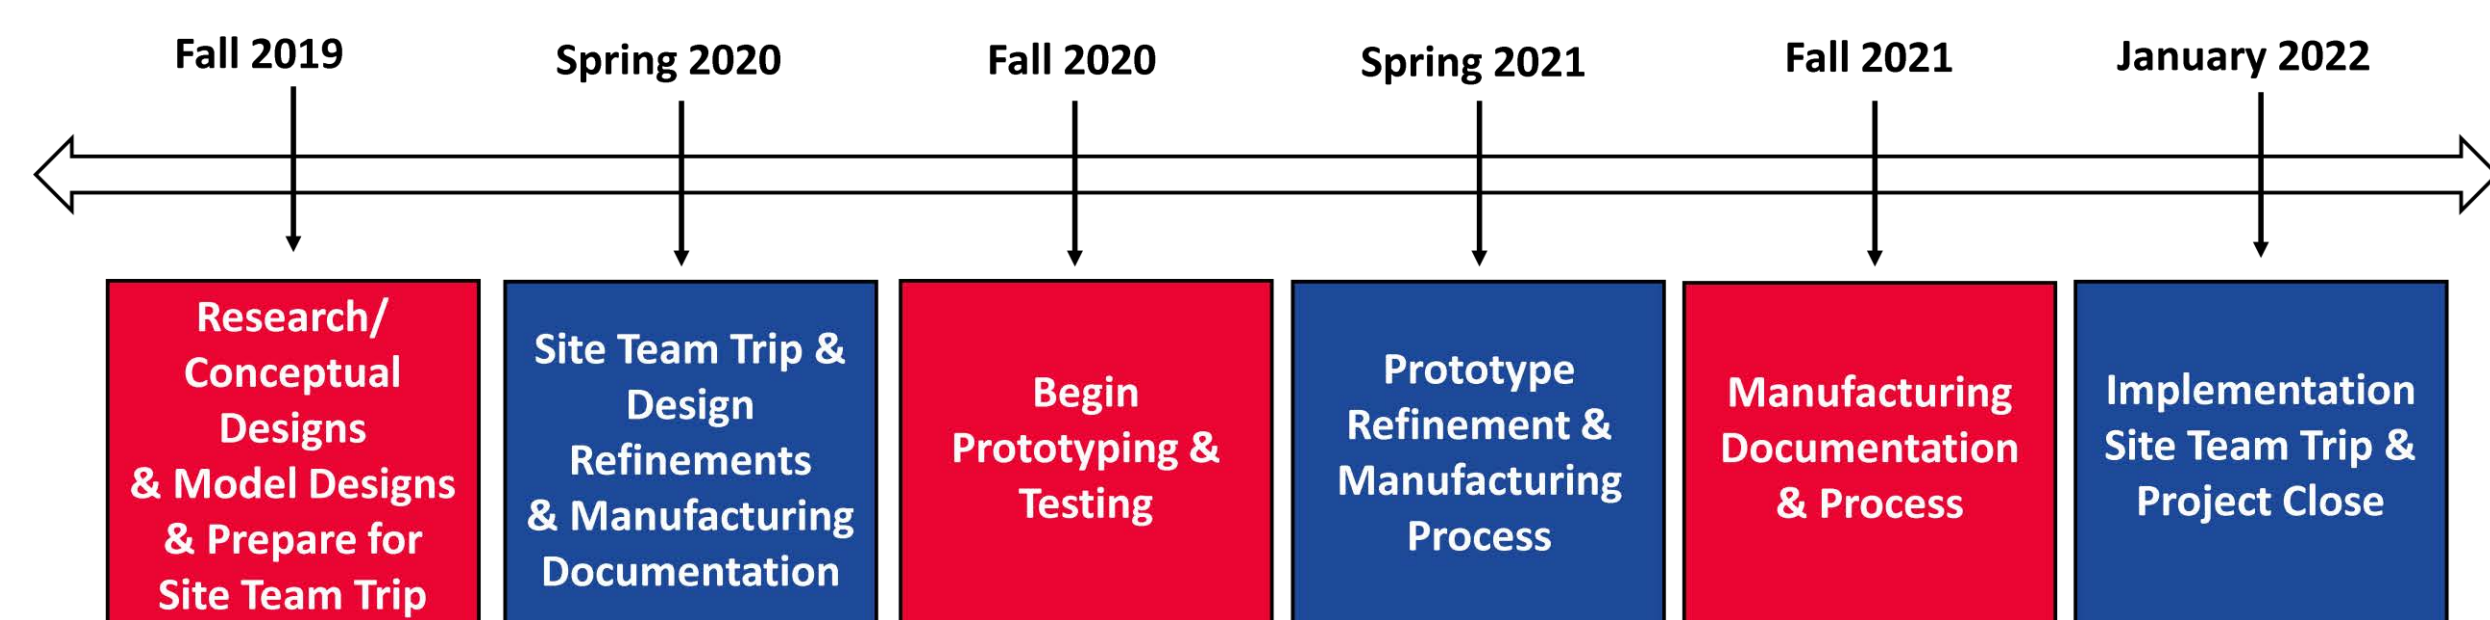 Fall 2019
Spring 2020
Fall 2020
Spring 2021
Fall 2021
January 2022
Research/
Conceptual
Designs
& Model Designs
& Prepare for
Site Team Trip
Site Team Trip &
Design
Refinements
& Manufacturing
Documentation
Begin
Prototyping &
Testing
Prototype
Refinement &
Manufacturing
Process
Manufacturing
Documentation
& Process
Implementation
Site Team Trip &
Project Close